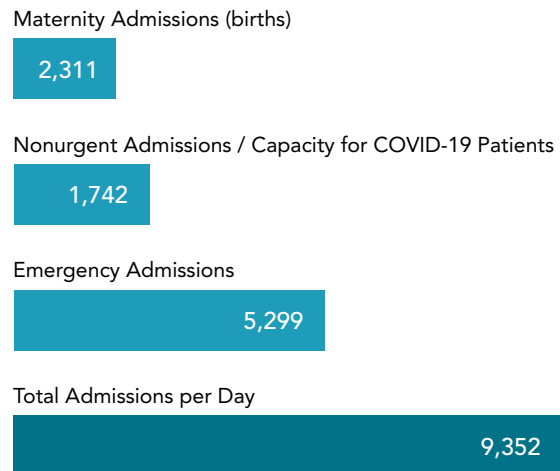 Maternity Admissions (births)
2,311
Nonurgent Admissions / Capacity for COVID-19 Patients
1,742
Emergency Admissions
5,299
Total Admissions per Day
9,352